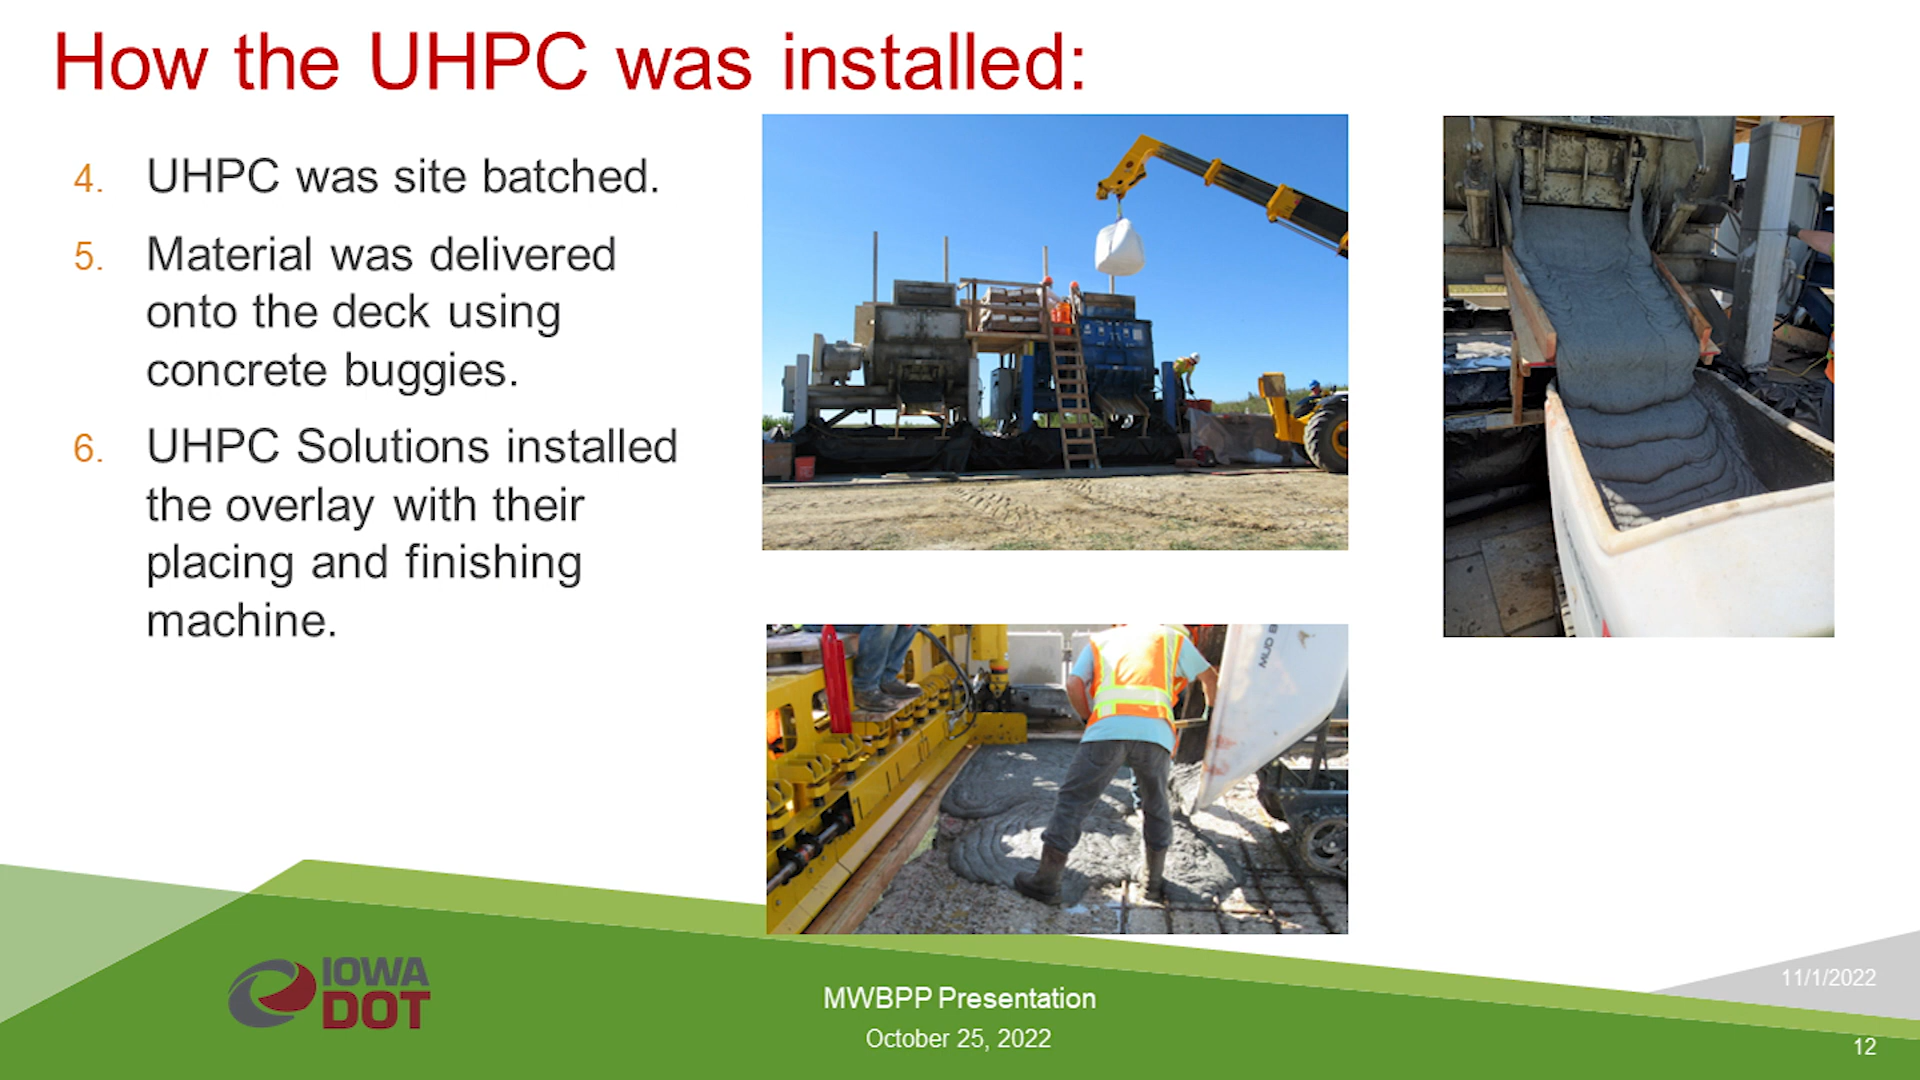 How the UHPC was installed:
4. UHPC was site batched.
5. Material was delivered
onto the deck using
concrete buggies.
6. UHPC Solutions installed
the overlay with their
placing and finishing
machine.
MUD B
IOWA
DOT
MWBPP Presentation
October 25, 2022
11/1/2022
12